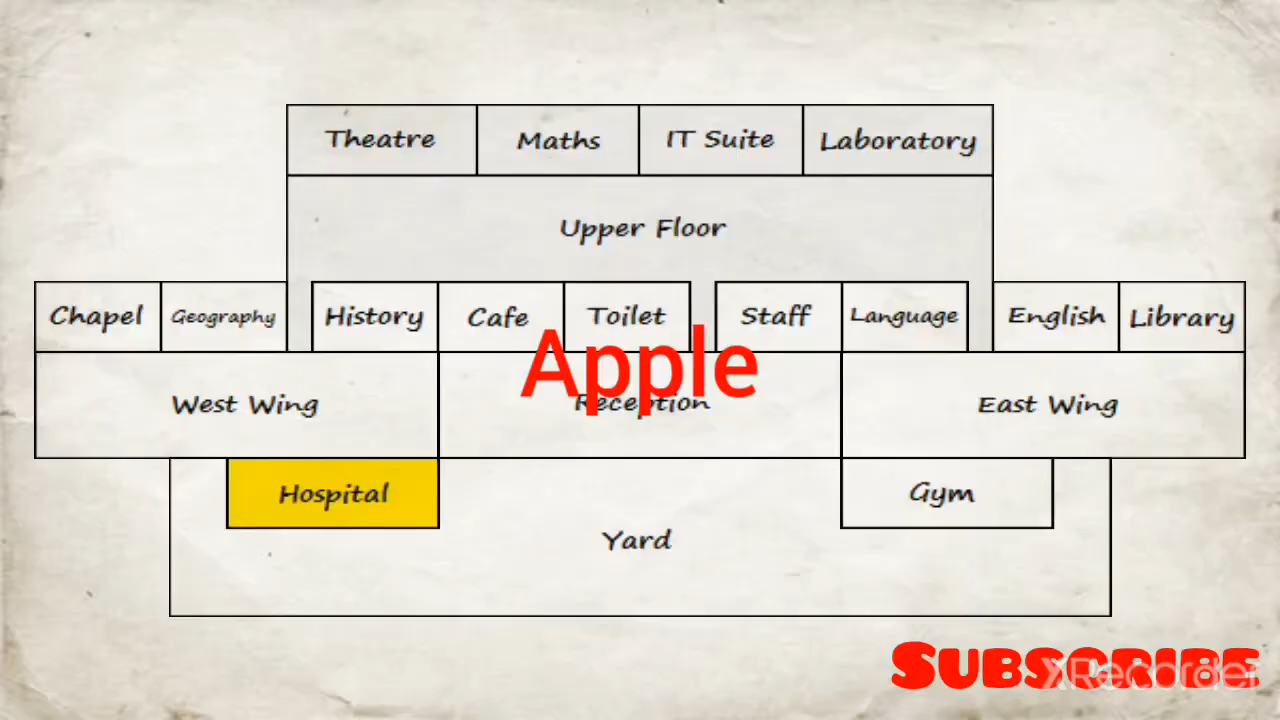 Theatre
Maths
IT Suite
Laboratory
Upper Floor
Chapel
Geography
History
Cafe
Toilet
Staff
Language
English
Library
Apple
West Wing
Reception
East Wing
Hospital
Gym
Yard
SUBSCRIBE
XRecorder